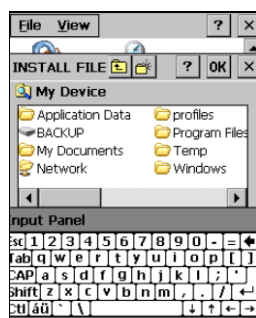 File View ? ×
INSTALL FILE ? OK ×
My Device
Application Data profiles
BACKUP Program Files
My Documents Temp
Network Windows
Input Panel
Esc 1 2 3 4 5 6 7 8 9 0 - =
Tab q w e r t y u i o p [ ]
CAP a s d f g h j k l ; '
Shift z x c v b n m , . /
Ctl áü ` \ ↓ ↑ ← →